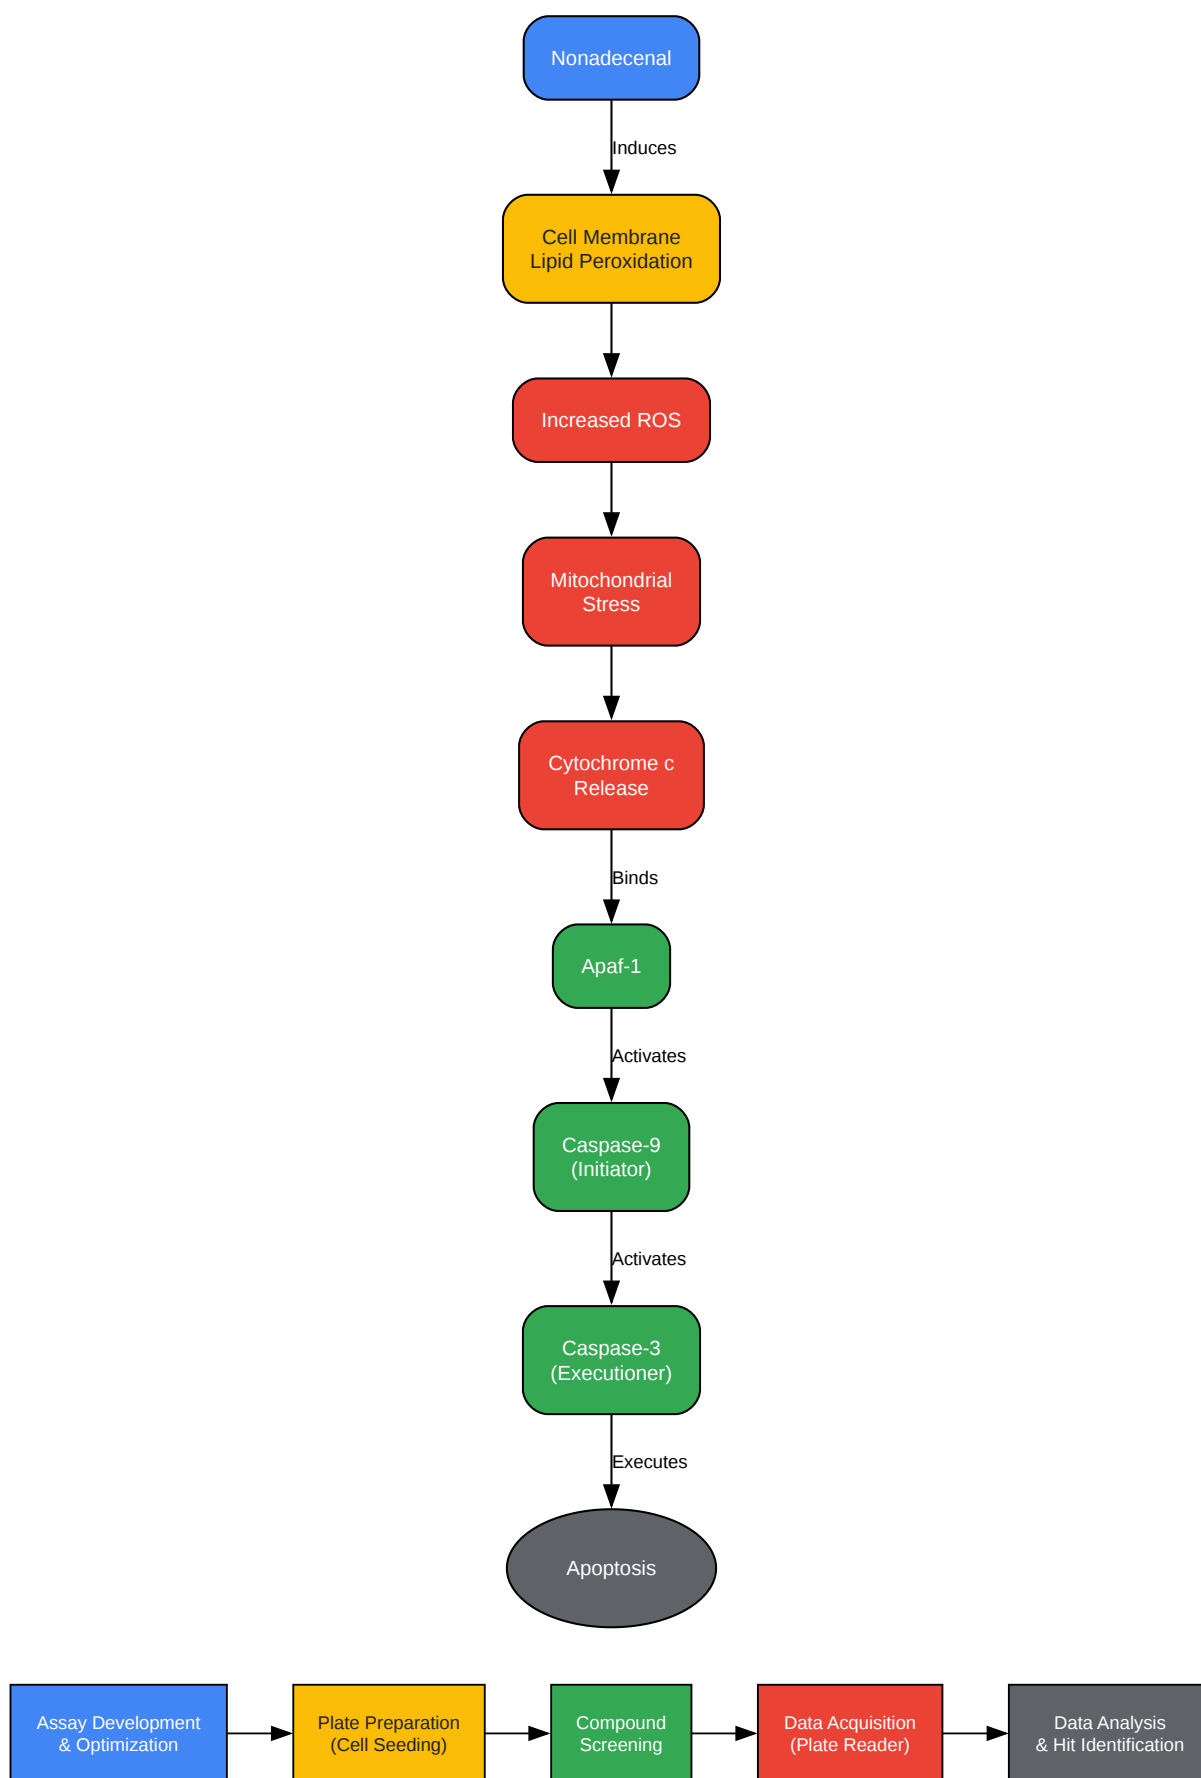 Nonadecenal
Induces
Cell Membrane
Lipid Peroxidation
Increased ROS
Mitochondrial
Stress
Cytochrome c
Release
Binds
Apaf-1
Activates
Caspase-9
(Initiator)
Activates
Caspase-3
(Executioner)
Executes
Apoptosis
Assay Development
& Optimization
Plate Preparation
(Cell Seeding)
Compound
Screening
Data Acquisition
(Plate Reader)
Data Analysis
& Hit Identification